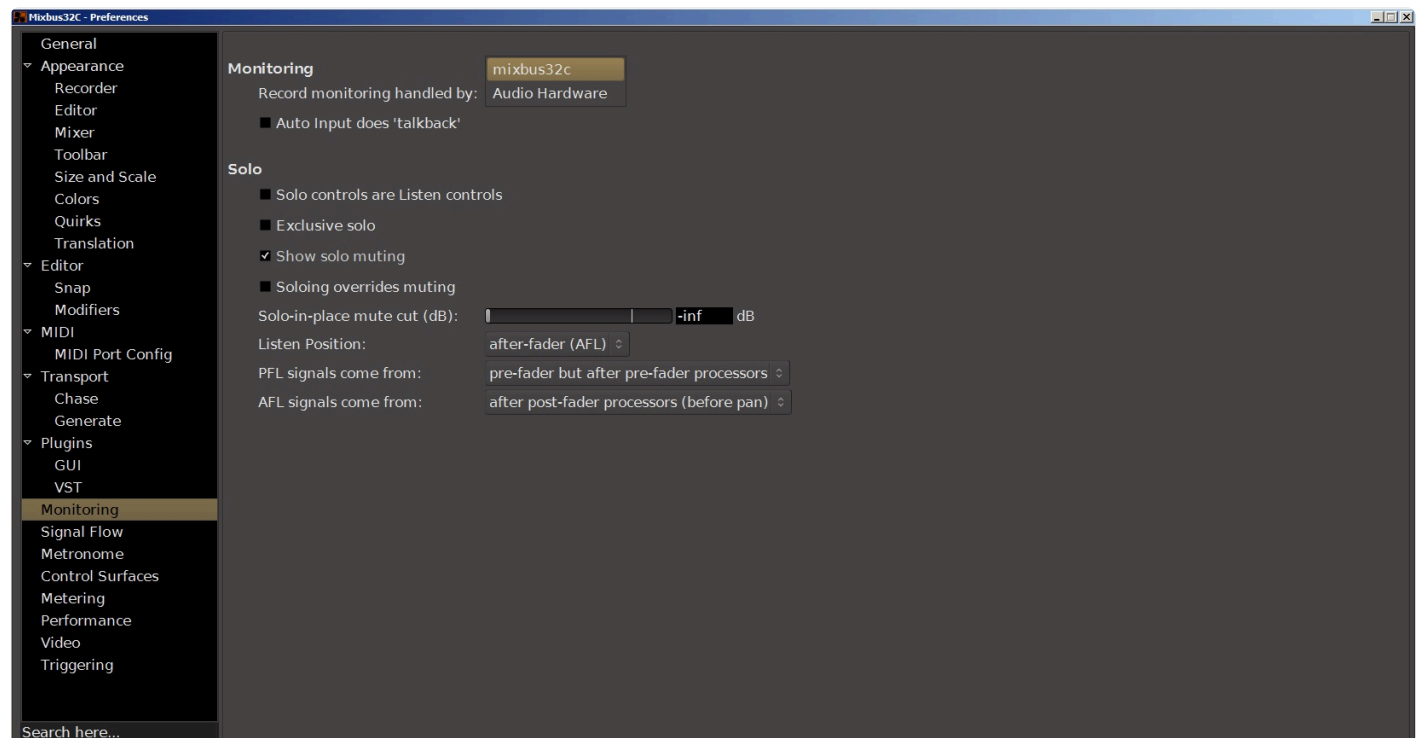 Mixbus32C - Preferences
General
Appearance
Recorder
Editor
Mixer
Toolbar
Size and Scale
Colors
Quirks
Translation
Editor
Snap
Modifiers
MIDI
MIDI Port Config
Transport
Chase
Generate
Plugins
GUI
VST
Monitoring
Signal Flow
Metronome
Control Surfaces
Metering
Performance
Video
Triggering
Search here...
Monitoring
mixbus32c
Record monitoring handled by: Audio Hardware
Auto Input does 'talkback'
Solo
Solo controls are Listen controls
Exclusive solo
Show solo muting
Soloing overrides muting
Solo-in-place mute cut (dB): -inf dB
Listen Position: after-fader (AFL)
PFL signals come from: pre-fader but after pre-fader processors
AFL signals come from: after post-fader processors (before pan)